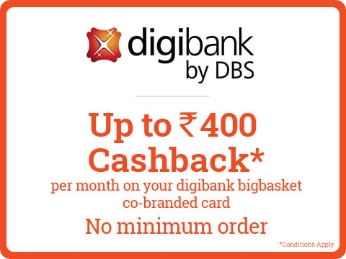 digibank
by DBS
Up to ₹400
Cashback*
per month on your digibank bigbasket
co-branded card
No minimum order
*Conditions Apply